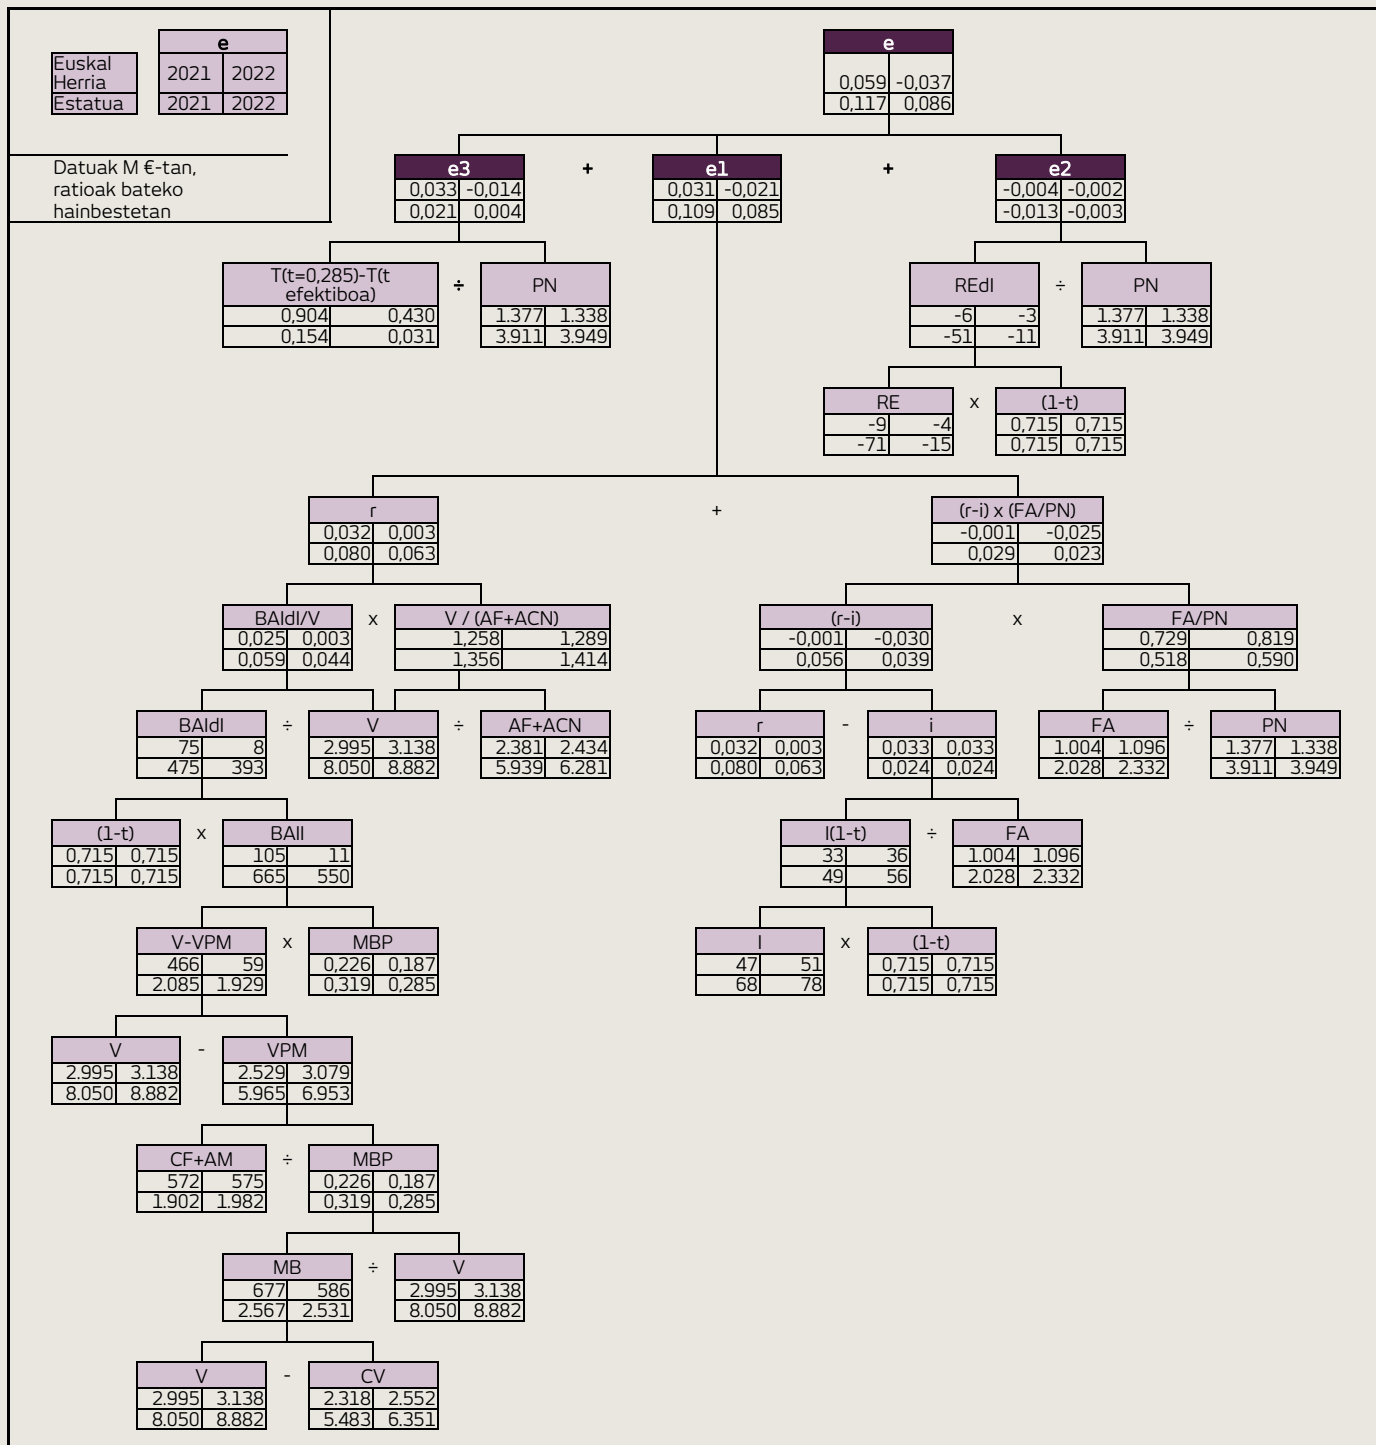 e
e
Euskal
Herria
2021 2022
0,059 -0,037
Estatua
2021 2022
0,117 0,086
Datuak M €-tan,
ratioak bateko
hainbestetan
e3 + e1 + e2
0,033 -0,014 0,031 -0,021 -0,004 -0,002
0,021 0,004 0,109 0,085 -0,013 -0,003
T(t=0,285)-T(t
efektiboa)
÷ PN REdI ÷ PN
0,904 0,430 1.377 1.338 -6 -3 1.377 1.338
0,154 0,031 3.911 3.949 -51 -11 3.911 3.949
RE x (1-t)
-9 -4 0,715 0,715
-71 -15 0,715 0,715
r + (r-i) x (FA/PN)
0,032 0,003 -0,001 -0,025
0,080 0,063 0,029 0,023
BAIdI/V x V / (AF+ACN) (r-i) x FA/PN
0,025 0,003 1,258 1,289 -0,001 -0,030 0,729 0,819
0,059 0,044 1,356 1,414 0,056 0,039 0,518 0,590
BAIdI ÷ V ÷ AF+ACN r - i FA ÷ PN
75 8 2.995 3.138 2.381 2.434 0,032 0,003 0,033 0,033 1.004 1.096 1.377 1.338
475 393 8.050 8.882 5.939 6.281 0,080 0,063 0,024 0,024 2.028 2.332 3.911 3.949
(1-t) x BAII I(1-t) ÷ FA
0,715 0,715 105 11 33 36 1.004 1.096
0,715 0,715 665 550 49 56 2.028 2.332
V-VPM x MBP I x (1-t)
466 59 0,226 0,187 47 51 0,715 0,715
2.085 1.929 0,319 0,285 68 78 0,715 0,715
V - VPM
2.995 3.138 2.529 3.079
8.050 8.882 5.965 6.953
CF+AM ÷ MBP
572 575 0,226 0,187
1.902 1.982 0,319 0,285
MB ÷ V
677 586 2.995 3.138
2.567 2.531 8.050 8.882
V - CV
2.995 3.138 2.318 2.552
8.050 8.882 5.483 6.351